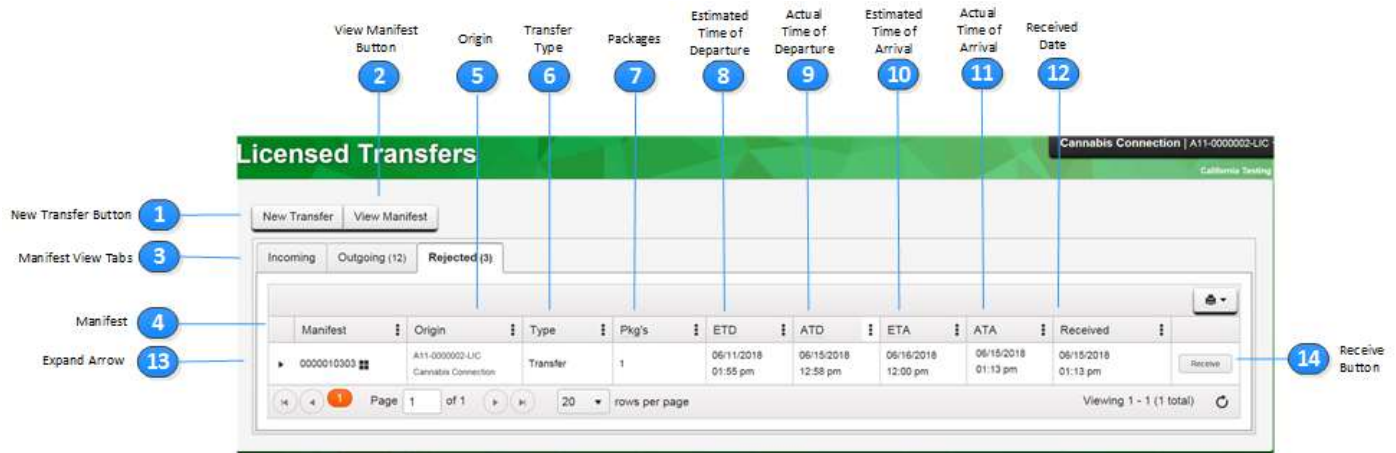 Estimated
Time of
Departure
Actual
Time of
Departure
Estimated
Time of
Arrival
Actual
Time of
Arrival
Received
Date
View Manifest
Button
Origin
Transfer
Type
Packages
2
5
6
7
8
9
10
11
12
Licensed Transfers
Cannabis Connection | A11-0000002-LIC
California Testing
New Transfer Button
1
New Transfer
View Manifest
Manifest View Tabs
3
Incoming
Outgoing (12)
Rejected (3)
Manifest
4
Manifest
Origin
Type
Pkg's
ETD
ATD
ETA
ATA
Received
Expand Arrow
13
0000010303
A11-0000002-LIC
Cannabis Connection
Transfer
1
06/11/2018
01:55 pm
06/15/2018
12:58 pm
06/16/2018
12:00 pm
06/15/2018
01:13 pm
06/15/2018
01:13 pm
Receive
14
Receive
Button
1
Page 1 of 1
20 rows per page
Viewing 1 - 1 (1 total)